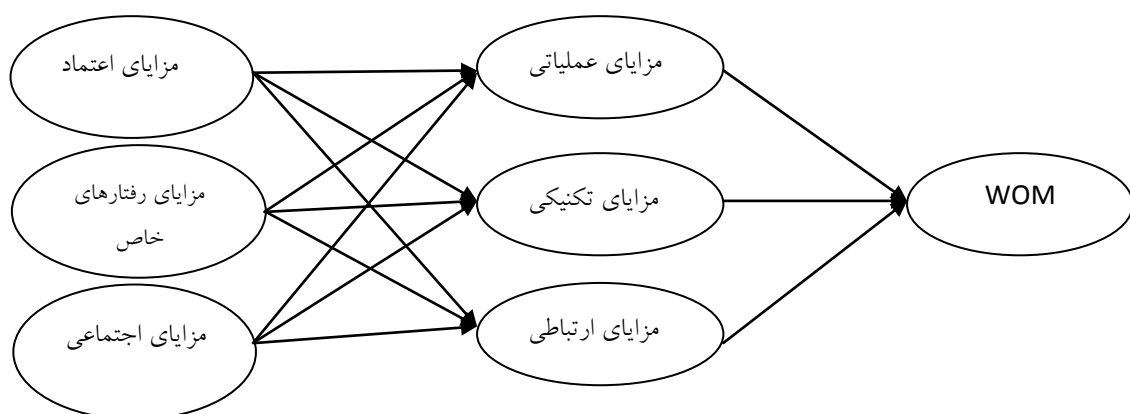 مزایای اعتماد
مزایای رفتارهای
خاص
مزایای اجتماعی
مزایای عملیاتی
مزایای تکنیکی
مزایای ارتباطی
WOM